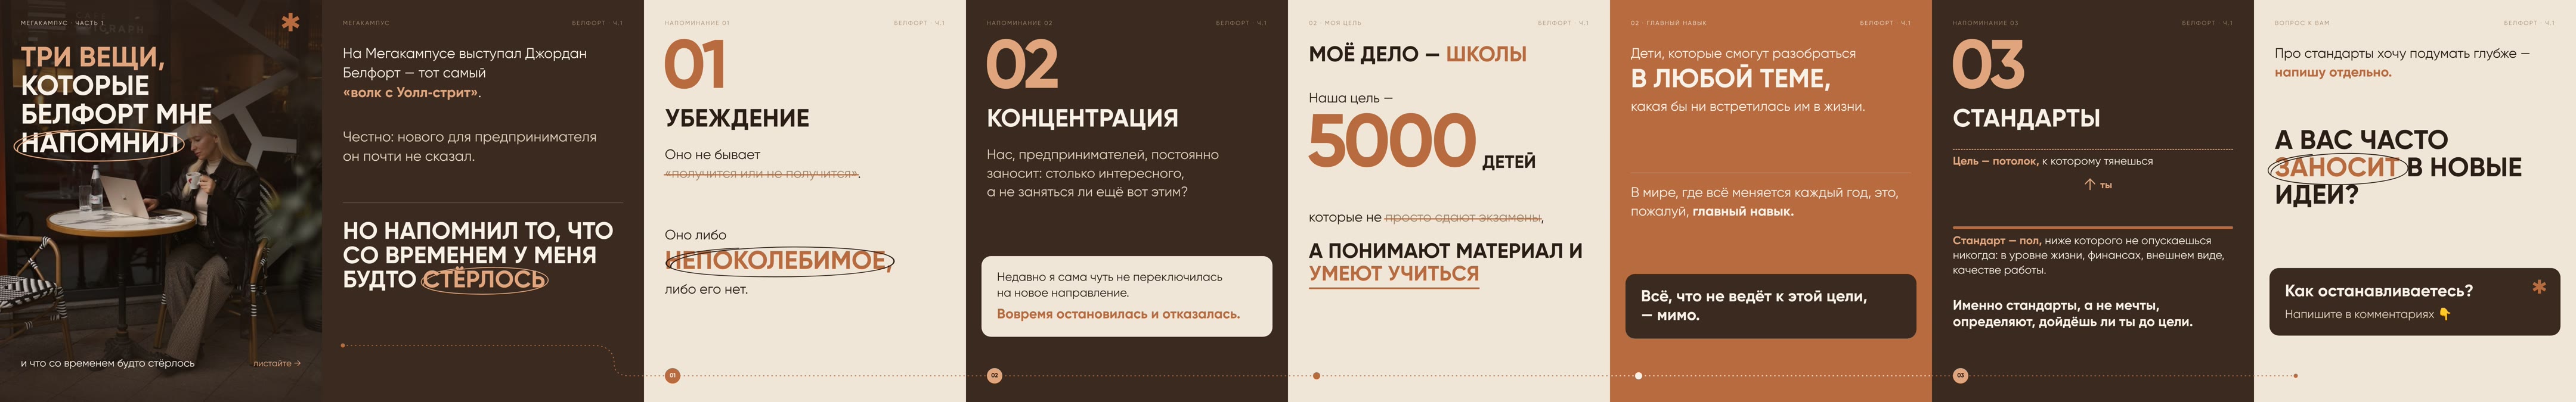 МЕГАКАМПУС · ЧАСТЬ 1
ТРИ ВЕЩИ,
КОТОРЫЕ
БЕЛФОРТ МНЕ
НАПОМНИЛ
и что со временем будто стёрлось
листайте →
МЕГАКАМПУС
БЕЛФОРТ · Ч.1
На Мегакампусе выступал Джордан
Белфорт — тот самый
«волк с Уолл-стрит».
Честно: нового для предпринимателя
он почти не сказал.
НО НАПОМНИЛ ТО, ЧТО
СО ВРЕМЕНЕМ У МЕНЯ
БУДТО СТЁРЛОСЬ
НАПОМИНАНИЕ 01
БЕЛФОРТ · Ч.1
01
УБЕЖДЕНИЕ
Оно не бывает
«получится или не получится».
Оно либо
НЕПОКОЛЕБИМОЕ,
либо его нет.
01
НАПОМИНАНИЕ 02
БЕЛФОРТ · Ч.1
02
КОНЦЕНТРАЦИЯ
Нас, предпринимателей, постоянно
заносит: столько интересного,
а не заняться ли ещё вот этим?
Недавно я сама чуть не переключилась
на новое направление.
Вовремя остановилась и отказалась.
02
02 · МОЯ ЦЕЛЬ
БЕЛФОРТ · Ч.1
МОЁ ДЕЛО — ШКОЛЫ
Наша цель —
5000 ДЕТЕЙ
которые не просто сдают экзамены,
А ПОНИМАЮТ МАТЕРИАЛ И
УМЕЮТ УЧИТЬСЯ
02 · ГЛАВНЫЙ НАВЫК
БЕЛФОРТ · Ч.1
Дети, которые смогут разобраться
В ЛЮБОЙ ТЕМЕ,
какая бы ни встретилась им в жизни.
В мире, где всё меняется каждый год, это,
пожалуй, главный навык.
Всё, что не ведёт к этой цели,
— мимо.
НАПОМИНАНИЕ 03
БЕЛФОРТ · Ч.1
03
СТАНДАРТЫ
Цель — потолок, к которому тянешься
↑ ты
Стандарт — пол, ниже которого не опускаешься
никогда: в уровне жизни, финансах, внешнем виде,
качестве работы.
Именно стандарты, а не мечты,
определяют, дойдёшь ли ты до цели.
03
ВОПРОС К ВАМ
БЕЛФОРТ · Ч.1
Про стандарты хочу подумать глубже —
напишу отдельно.
А ВАС ЧАСТО
ЗАНОСИТ В НОВЫЕ
ИДЕИ?
Как останавливаетесь?
Напишите в комментариях 👇